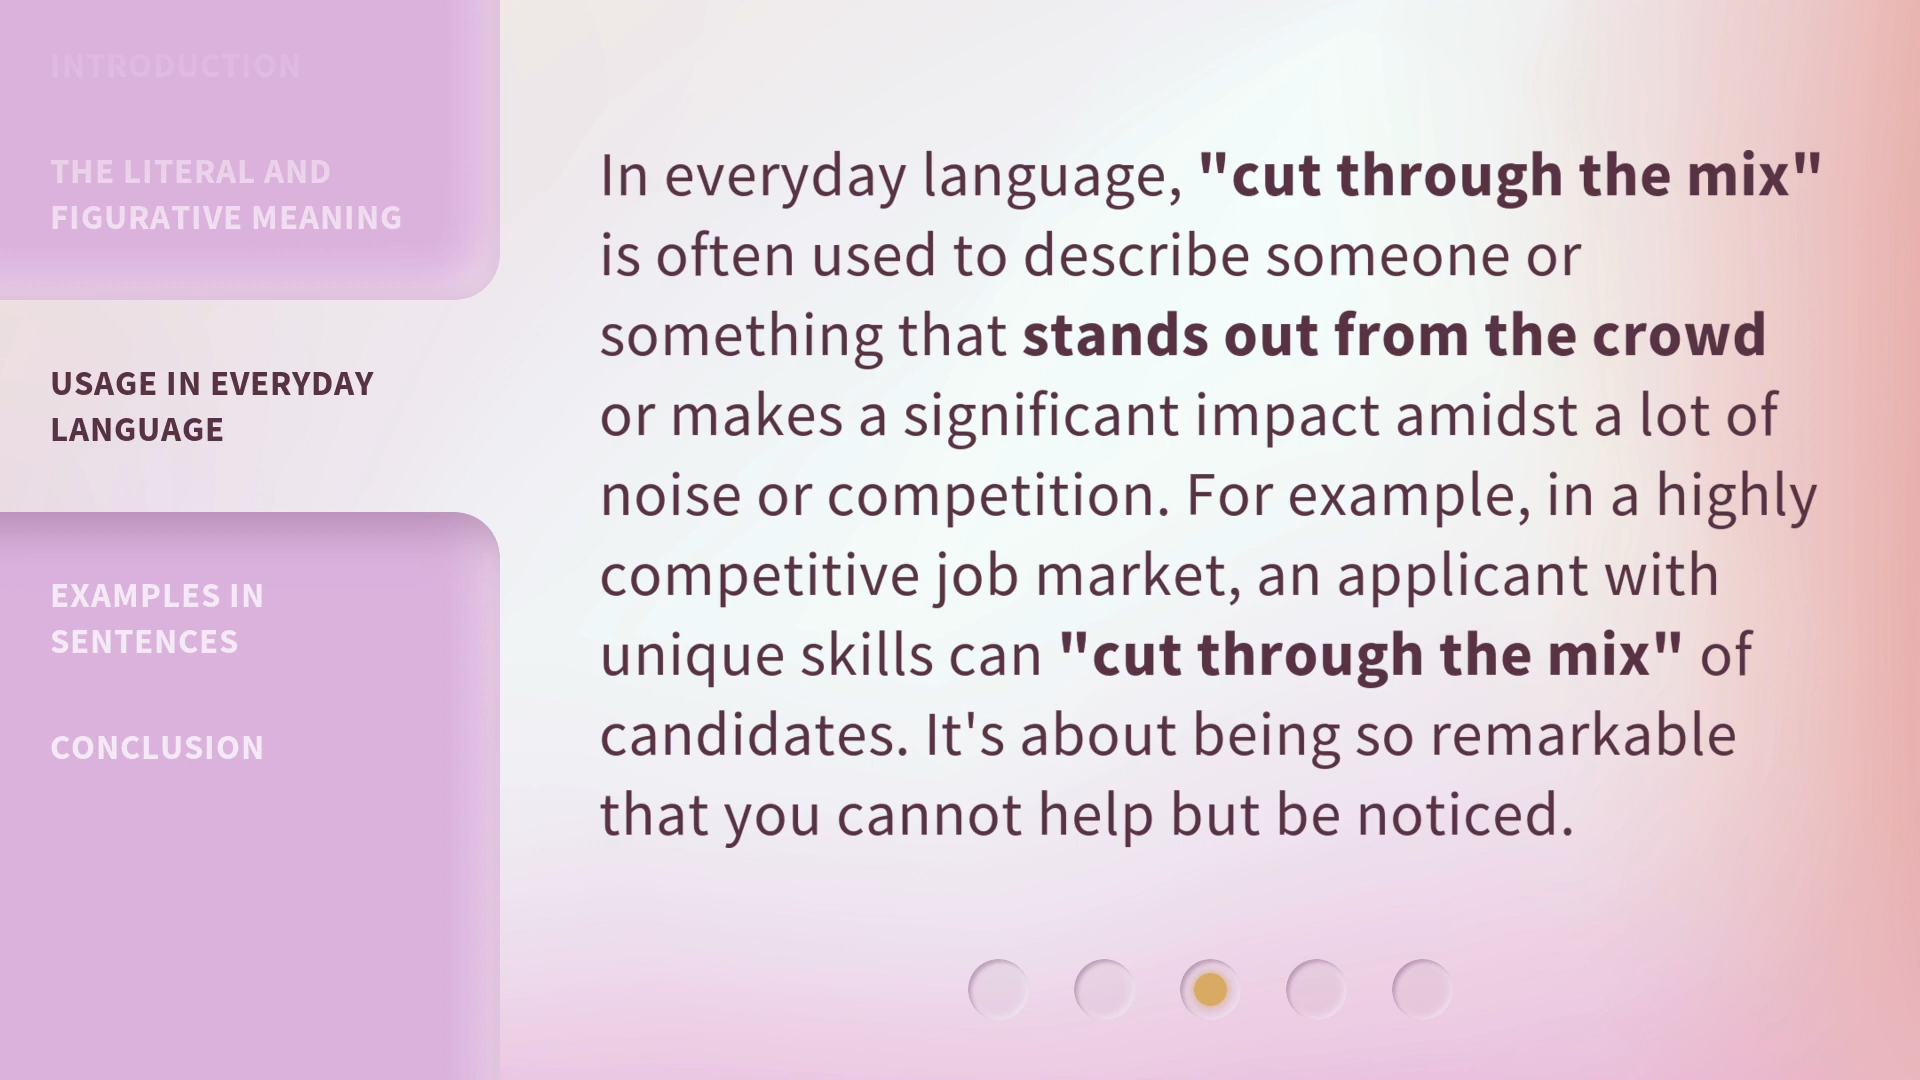 INTRODUCTION
THE LITERAL AND
FIGURATIVE MEANING
USAGE IN EVERYDAY
LANGUAGE
EXAMPLES IN
SENTENCES
CONCLUSION
In everyday language, "cut through the mix"
is often used to describe someone or
something that stands out from the crowd
or makes a significant impact amidst a lot of
noise or competition. For example, in a highly
competitive job market, an applicant with
unique skills can "cut through the mix" of
candidates. It's about being so remarkable
that you cannot help but be noticed.